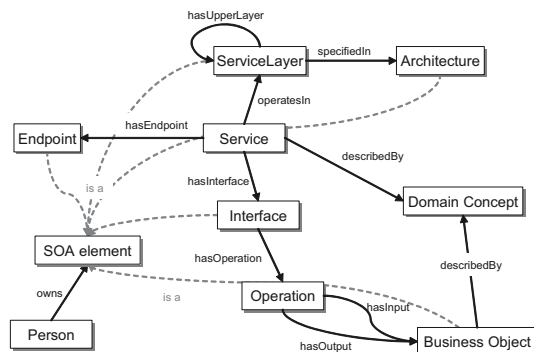 hasUpperLayer
ServiceLayer
specifiedIn
Architecture
operatesIn
Endpoint
hasEndpoint
Service
describedBy
is a
hasInterface
Domain Concept
Interface
SOA element
hasOperation
describedBy
owns
is a
Operation
hasInput
Person
hasOutput
Business Object